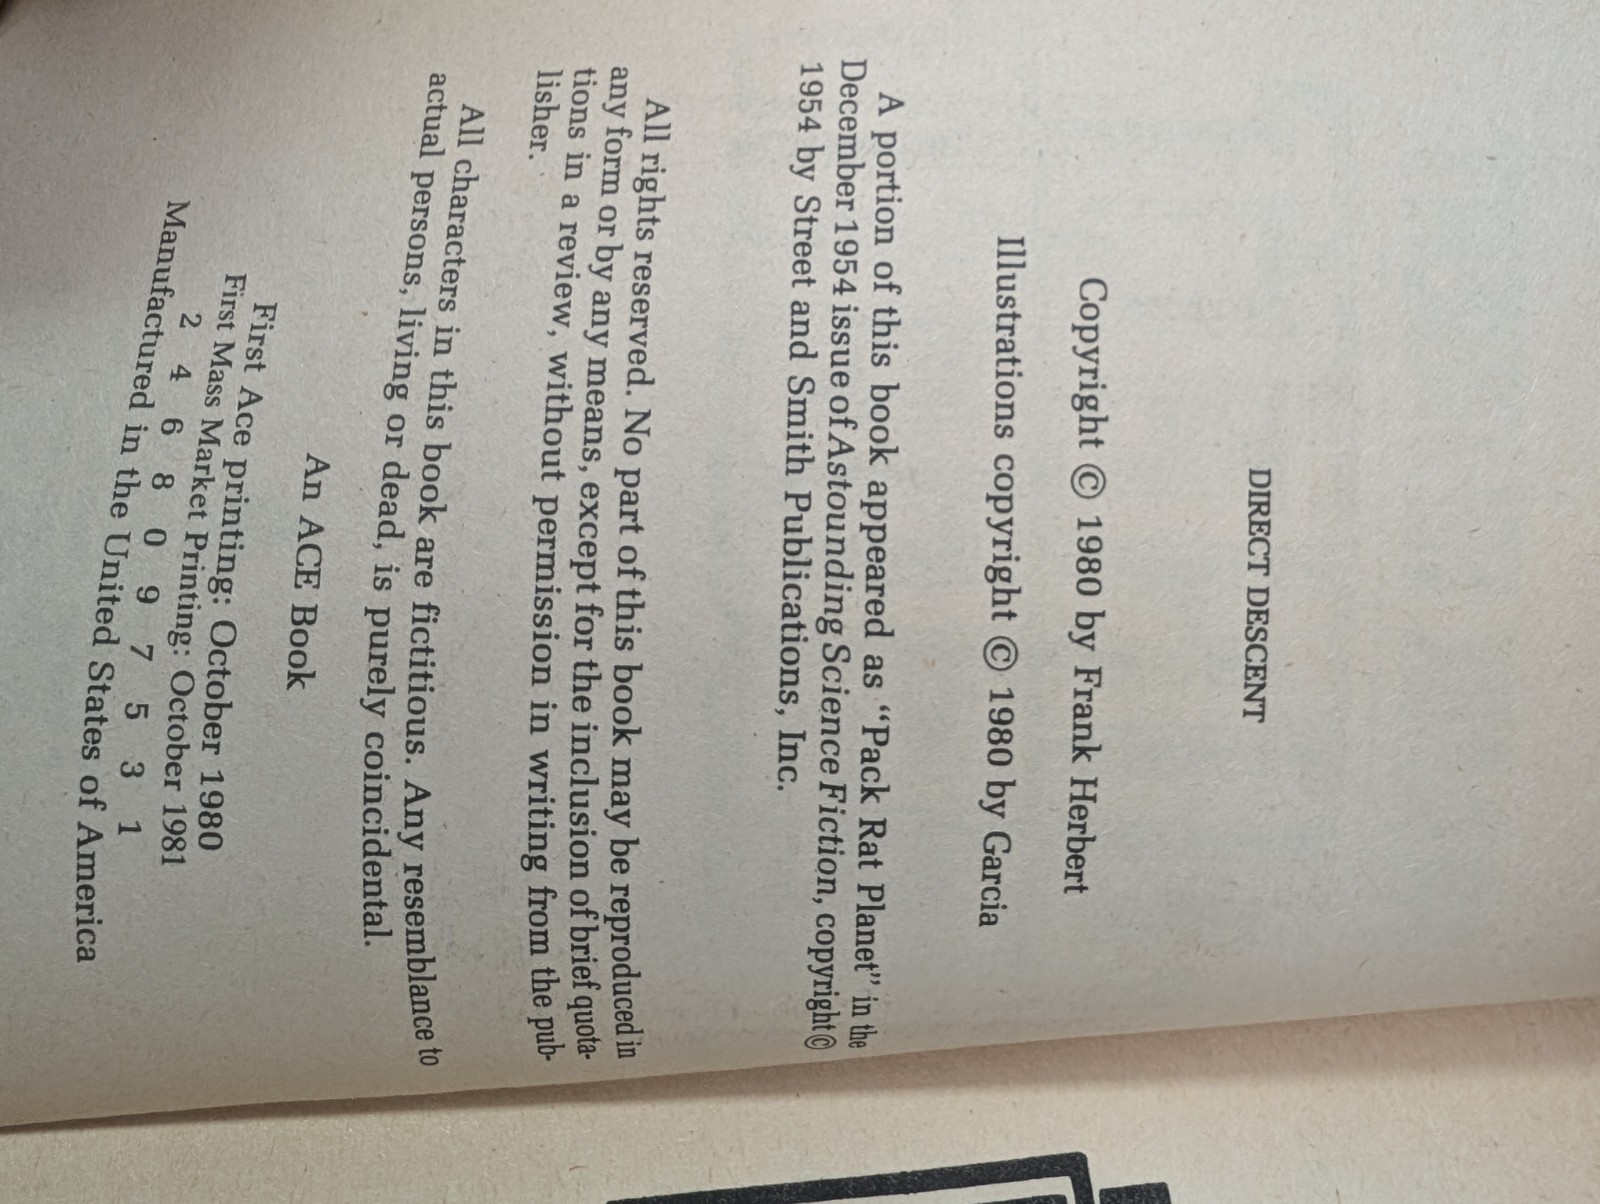 DIRECT DESCENT
Copyright © 1980 by Frank Herbert
Illustrations copyright © 1980 by Garcia
A portion of this book appeared as “Pack Rat Planet” in the
December 1954 issue of Astounding Science Fiction, copyright ©
1954 by Street and Smith Publications, Inc.
All rights reserved. No part of this book may be reproduced in
any form or by any means, except for the inclusion of brief quota-
tions in a review, without permission in writing from the pub-
lisher.
All characters in this book are fictitious. Any resemblance to
actual persons, living or dead, is purely coincidental.
An ACE Book
First Ace printing: October 1980
First Mass Market Printing: October 1981
2 4 6 8 0 9 7 5 3 1
Manufactured in the United States of America